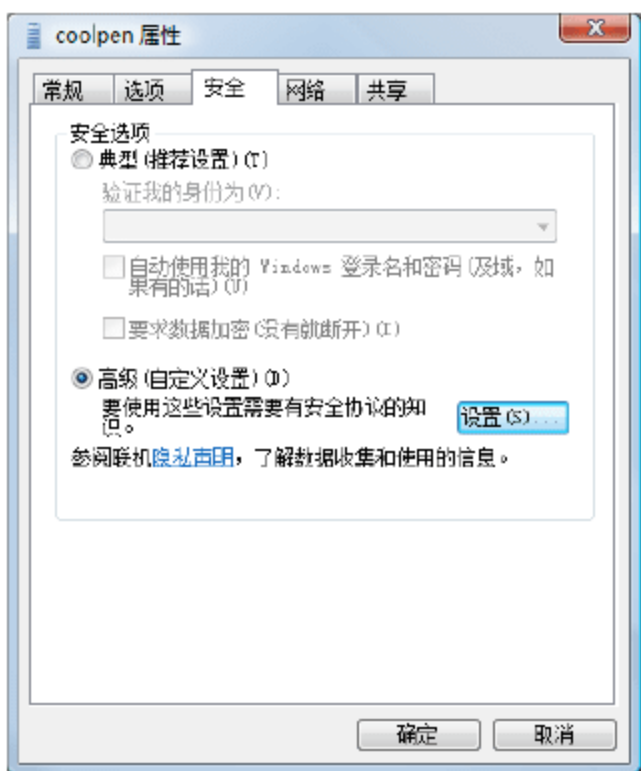 coolpen 属性
常规 选项 安全 网络 共享
安全选项
典型(推荐设置)(T)
验证我的身份为(V):
自动使用我的 Windows 登录名和密码(及域，如
果有的话)(U)
要求数据加密(没有就断开)(I)
高级(自定义设置)(D)
要使用这些设置需要有安全协议的知
识。
设置(S)...
参阅联机隐私声明，了解数据收集和使用的信息。
确定 取消